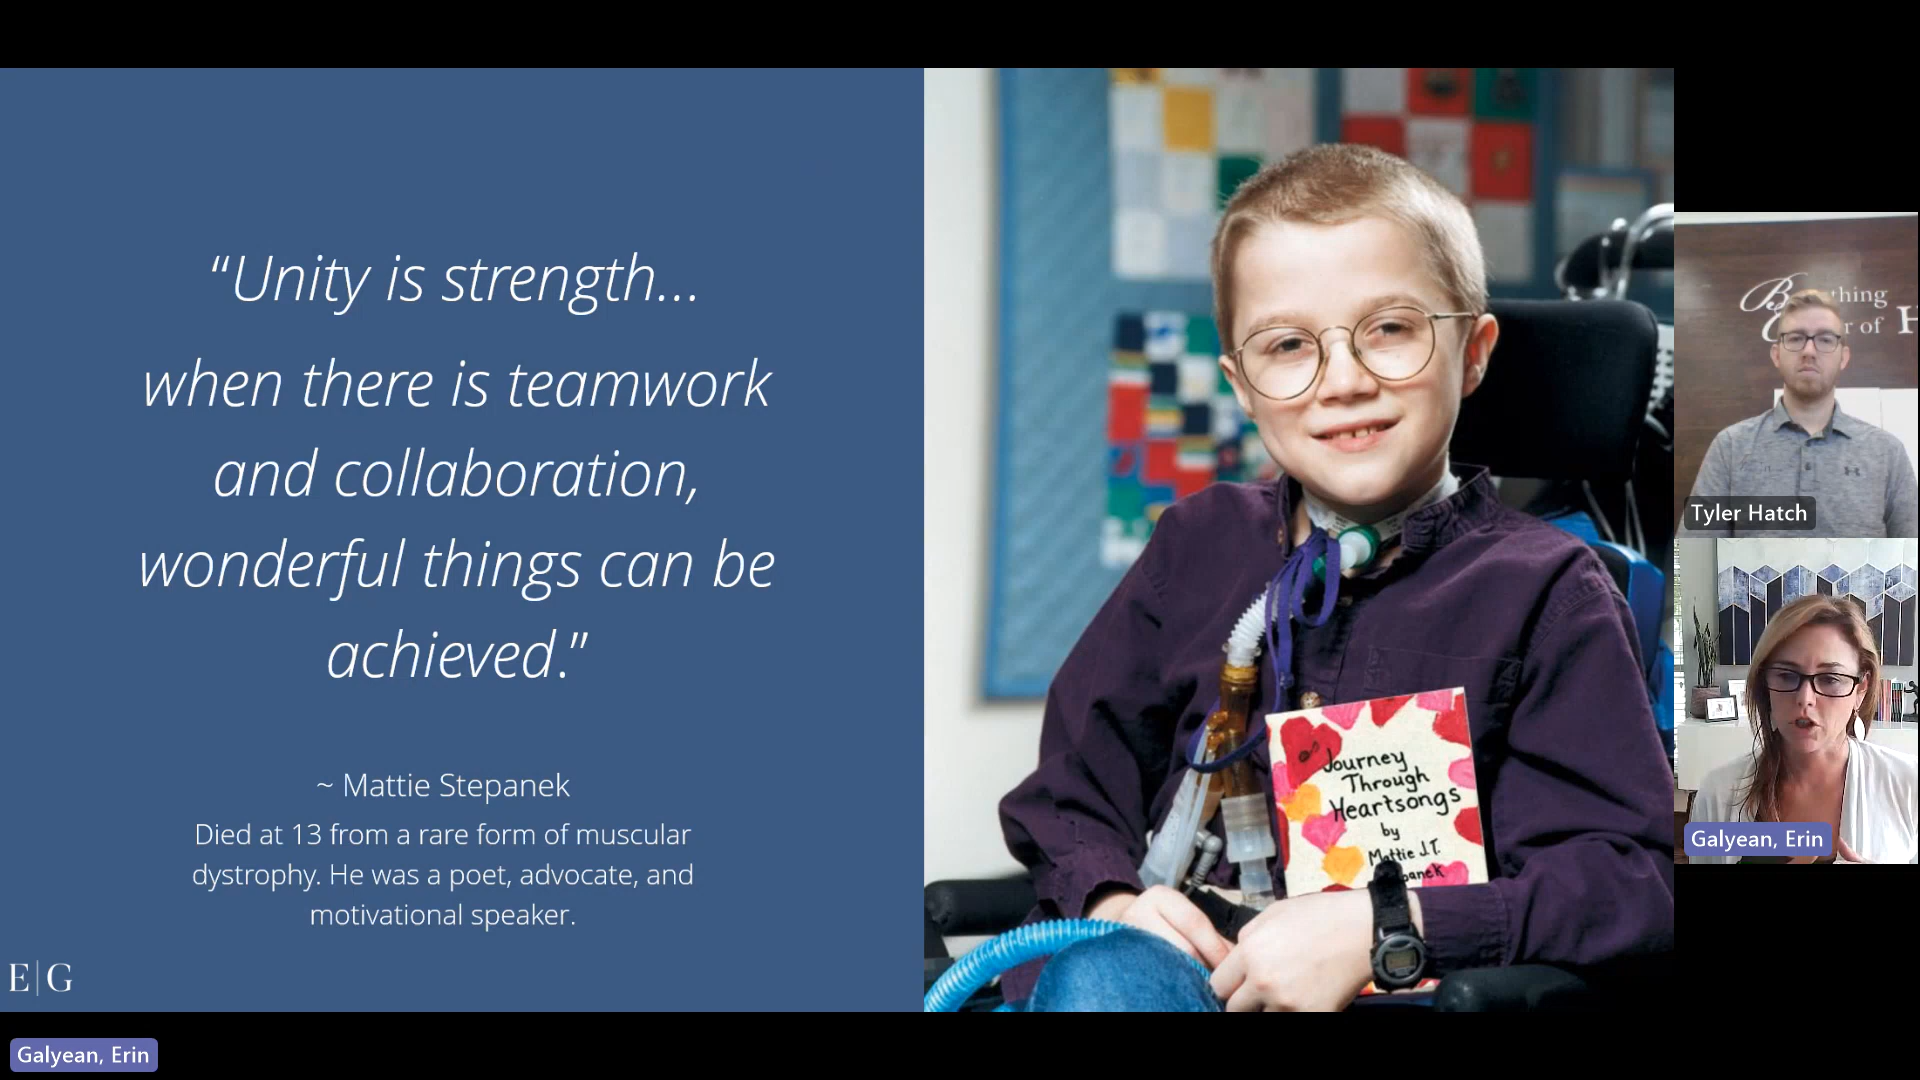 “Unity is strength...
when there is teamwork
and collaboration,
wonderful things can be
achieved.”
~ Mattie Stepanek
Died at 13 from a rare form of muscular
dystrophy. He was a poet, advocate, and
motivational speaker.
E|G
Galyean, Erin
Journey
Through
Heartsongs
by
Mattie J.T.
Tyler Hatch
Galyean, Erin